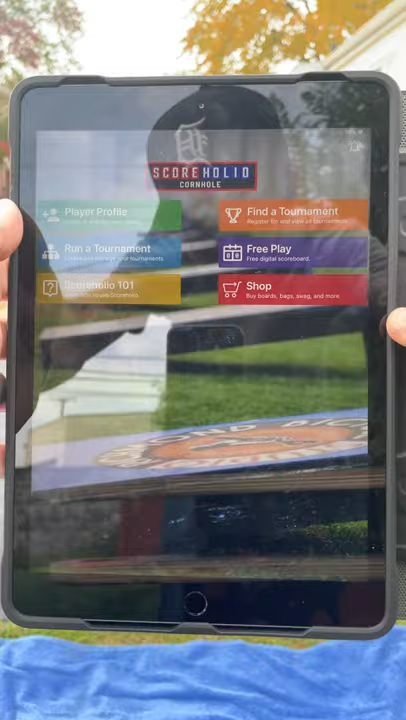 SCOREHOLIO
CORNHOLE
Player Profile
Find a Tournament
Register for and view all tournaments.
Run a Tournament
Create and manage your tournaments.
Free Play
Free digital scoreboard.
Scoreholio 101
Shop
Buy boards, bags, swag, and more.
OND